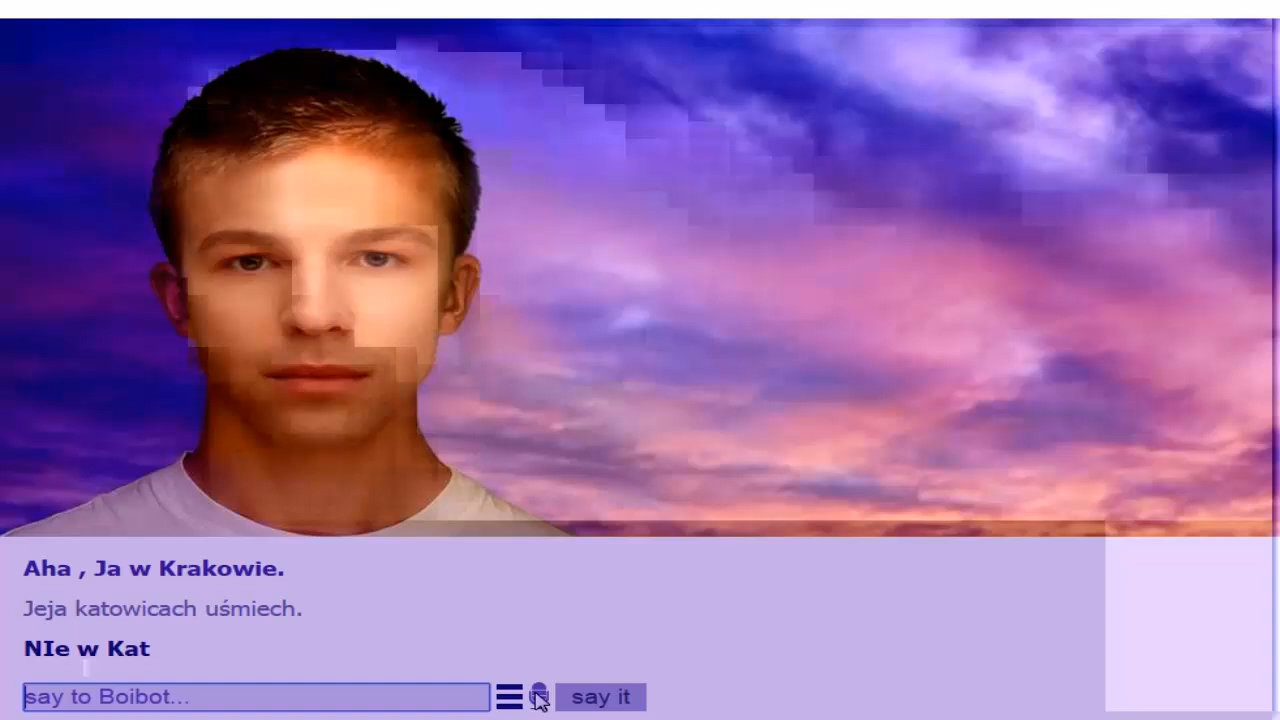 Aha , Ja w Krakowie.
Jeja katowicach uśmiech.
NIe w Kat
say to Boibot... say it